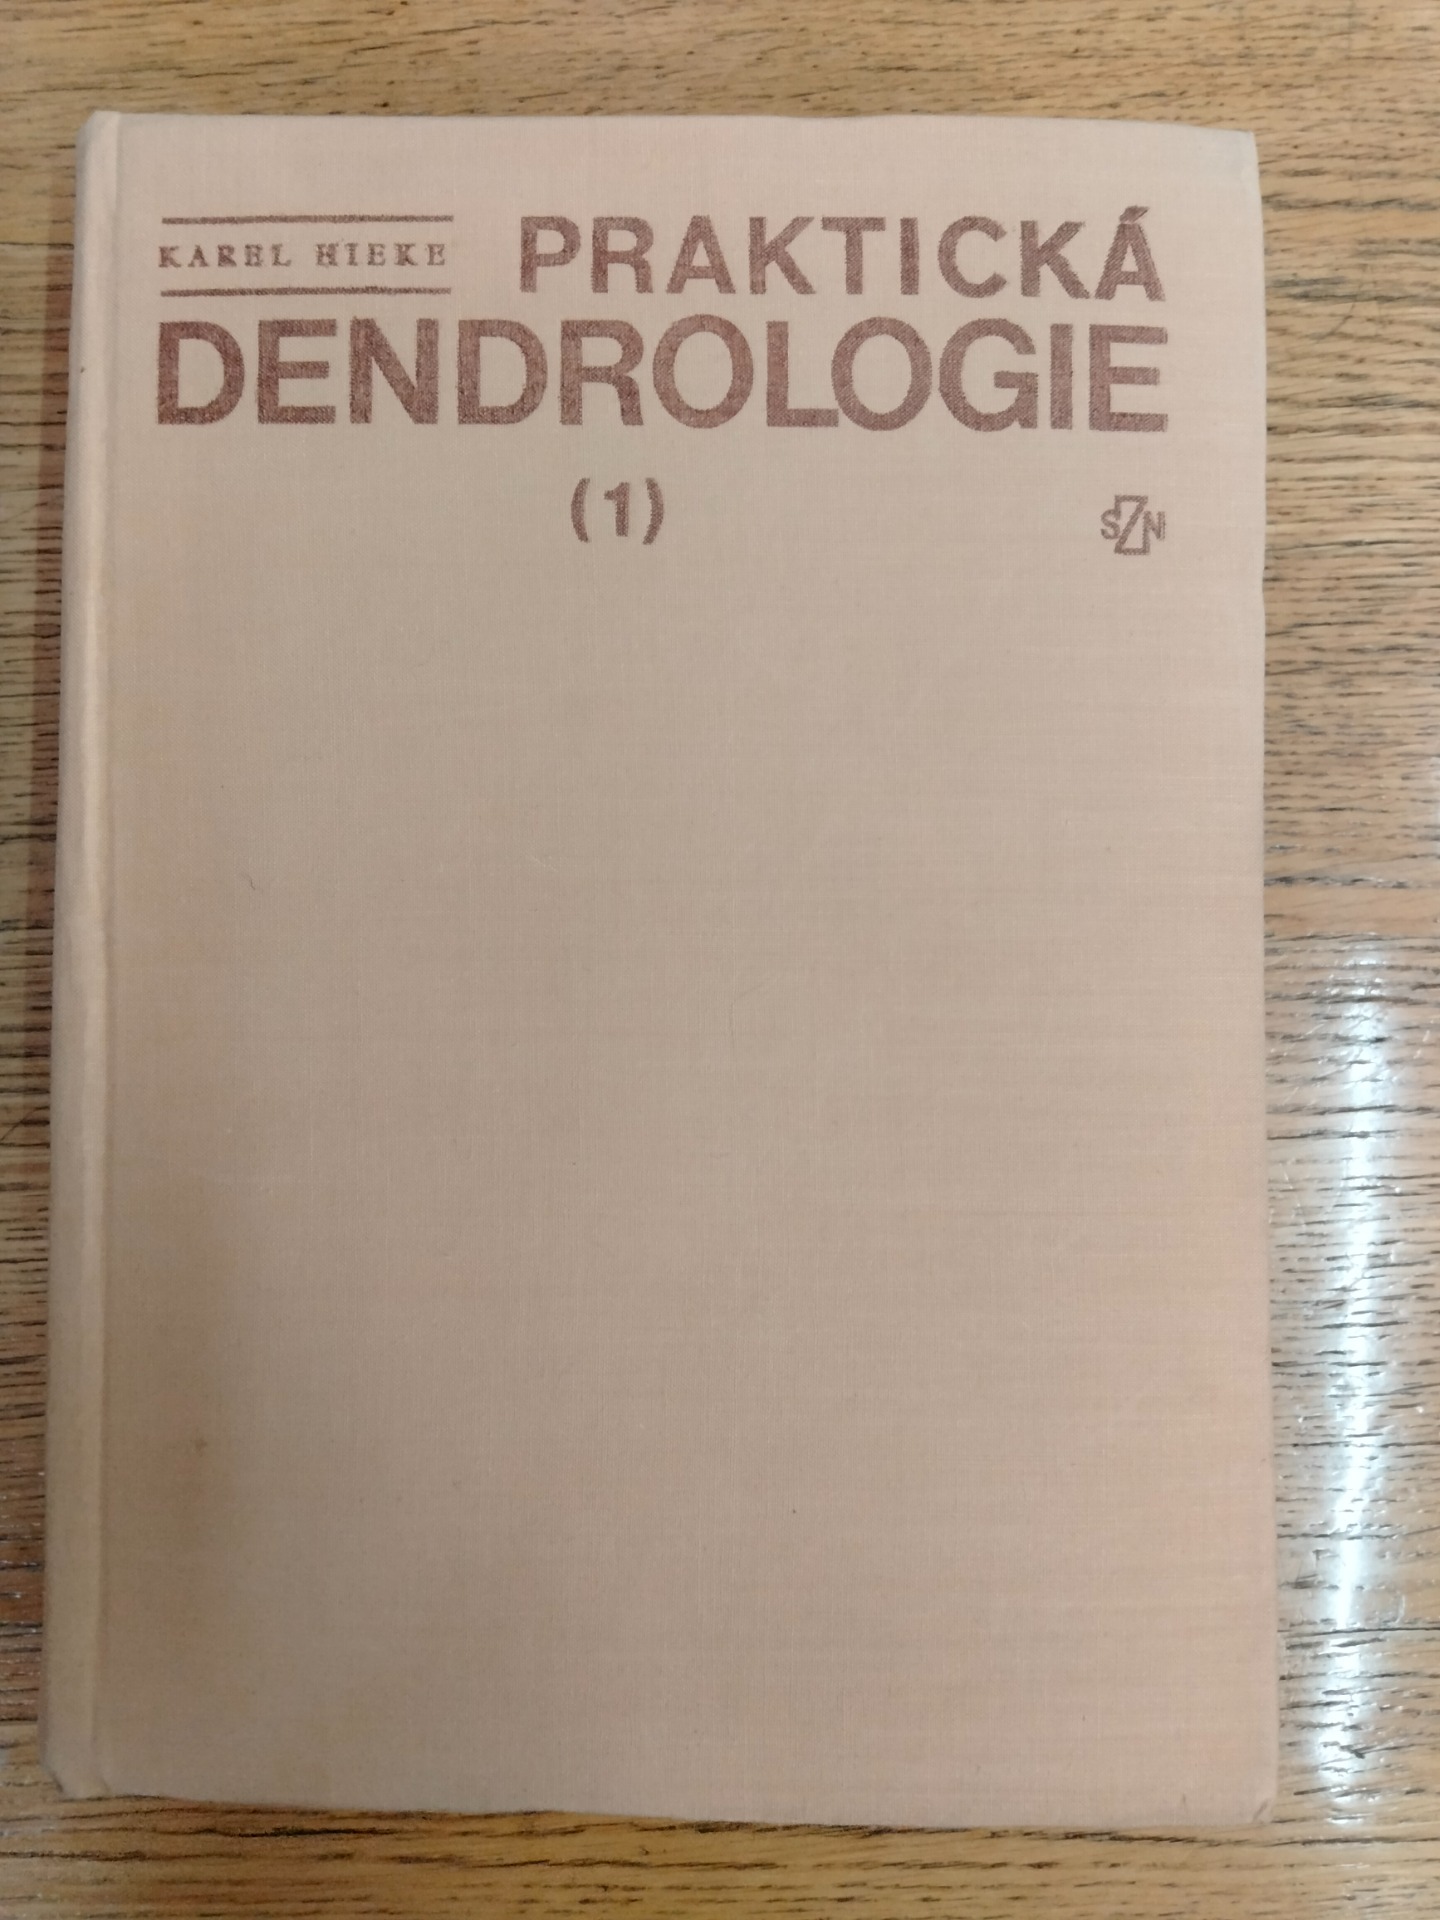 KAREL HIEKE
PRAKTICKÁ
DENDROLOGIE
(1)
SZN